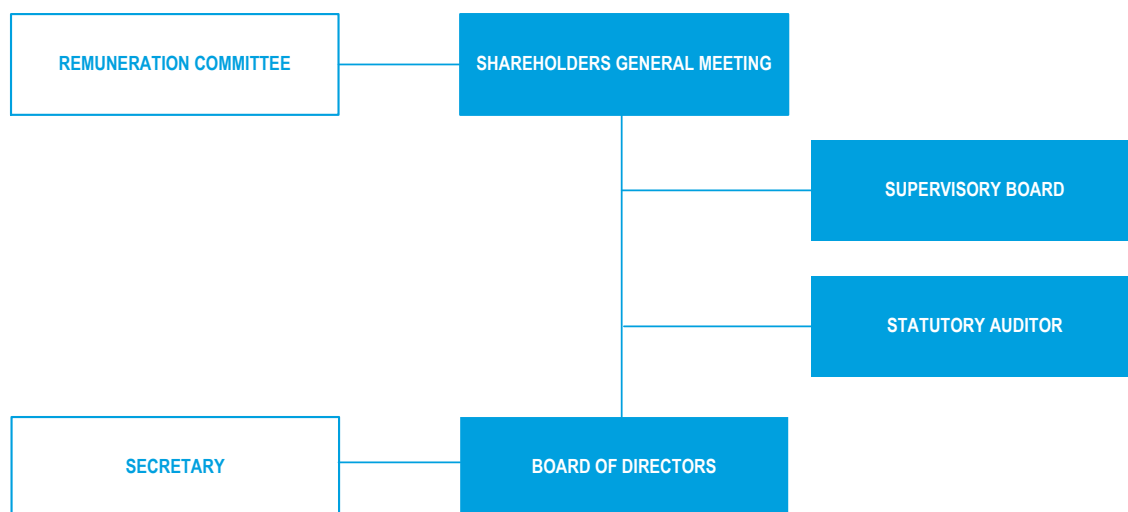 REMUNERATION COMMITTEE
SHAREHOLDERS GENERAL MEETING
SUPERVISORY BOARD
STATUTORY AUDITOR
SECRETARY
BOARD OF DIRECTORS